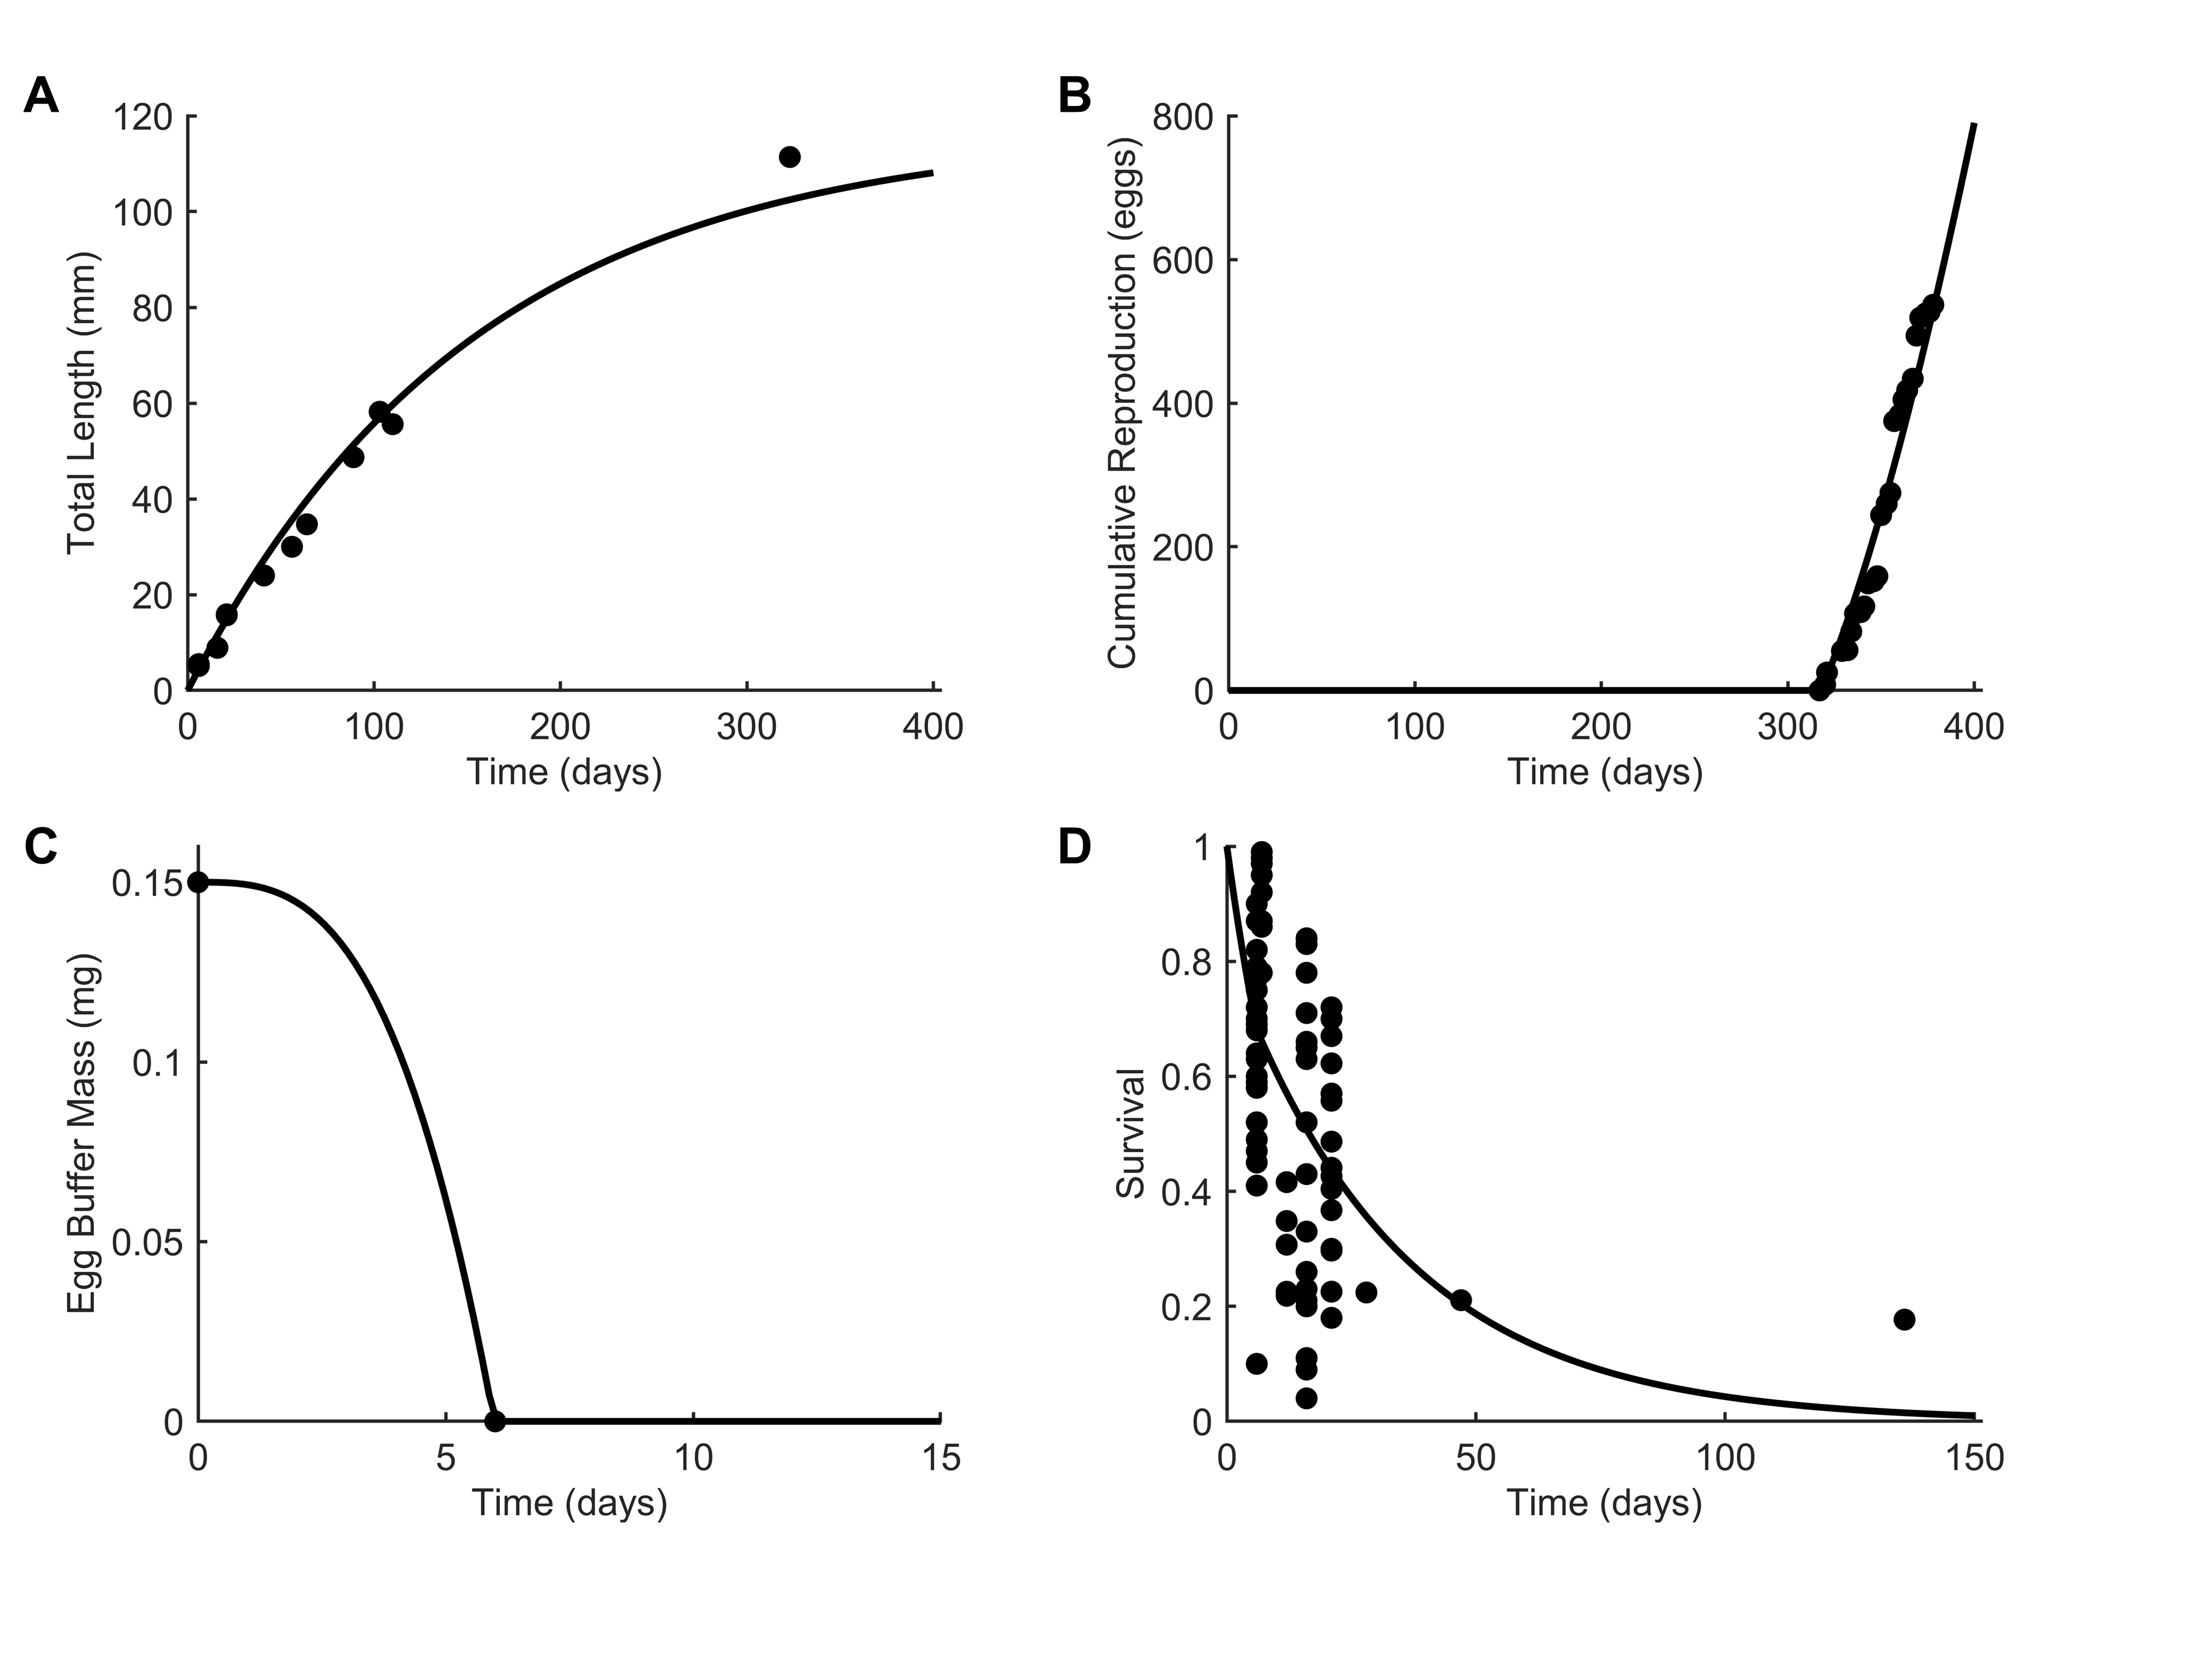 A
Total Length (mm)
120
100
80
60
40
20
0
0 100 200 300 400
Time (days)
B
Cumulative Reproduction (eggs)
800
600
400
200
0
0 100 200 300 400
Time (days)
C
Egg Buffer Mass (mg)
0.15
0.1
0.05
0
0 5 10 15
Time (days)
D
Survival
1
0.8
0.6
0.4
0.2
0
0 50 100 150
Time (days)